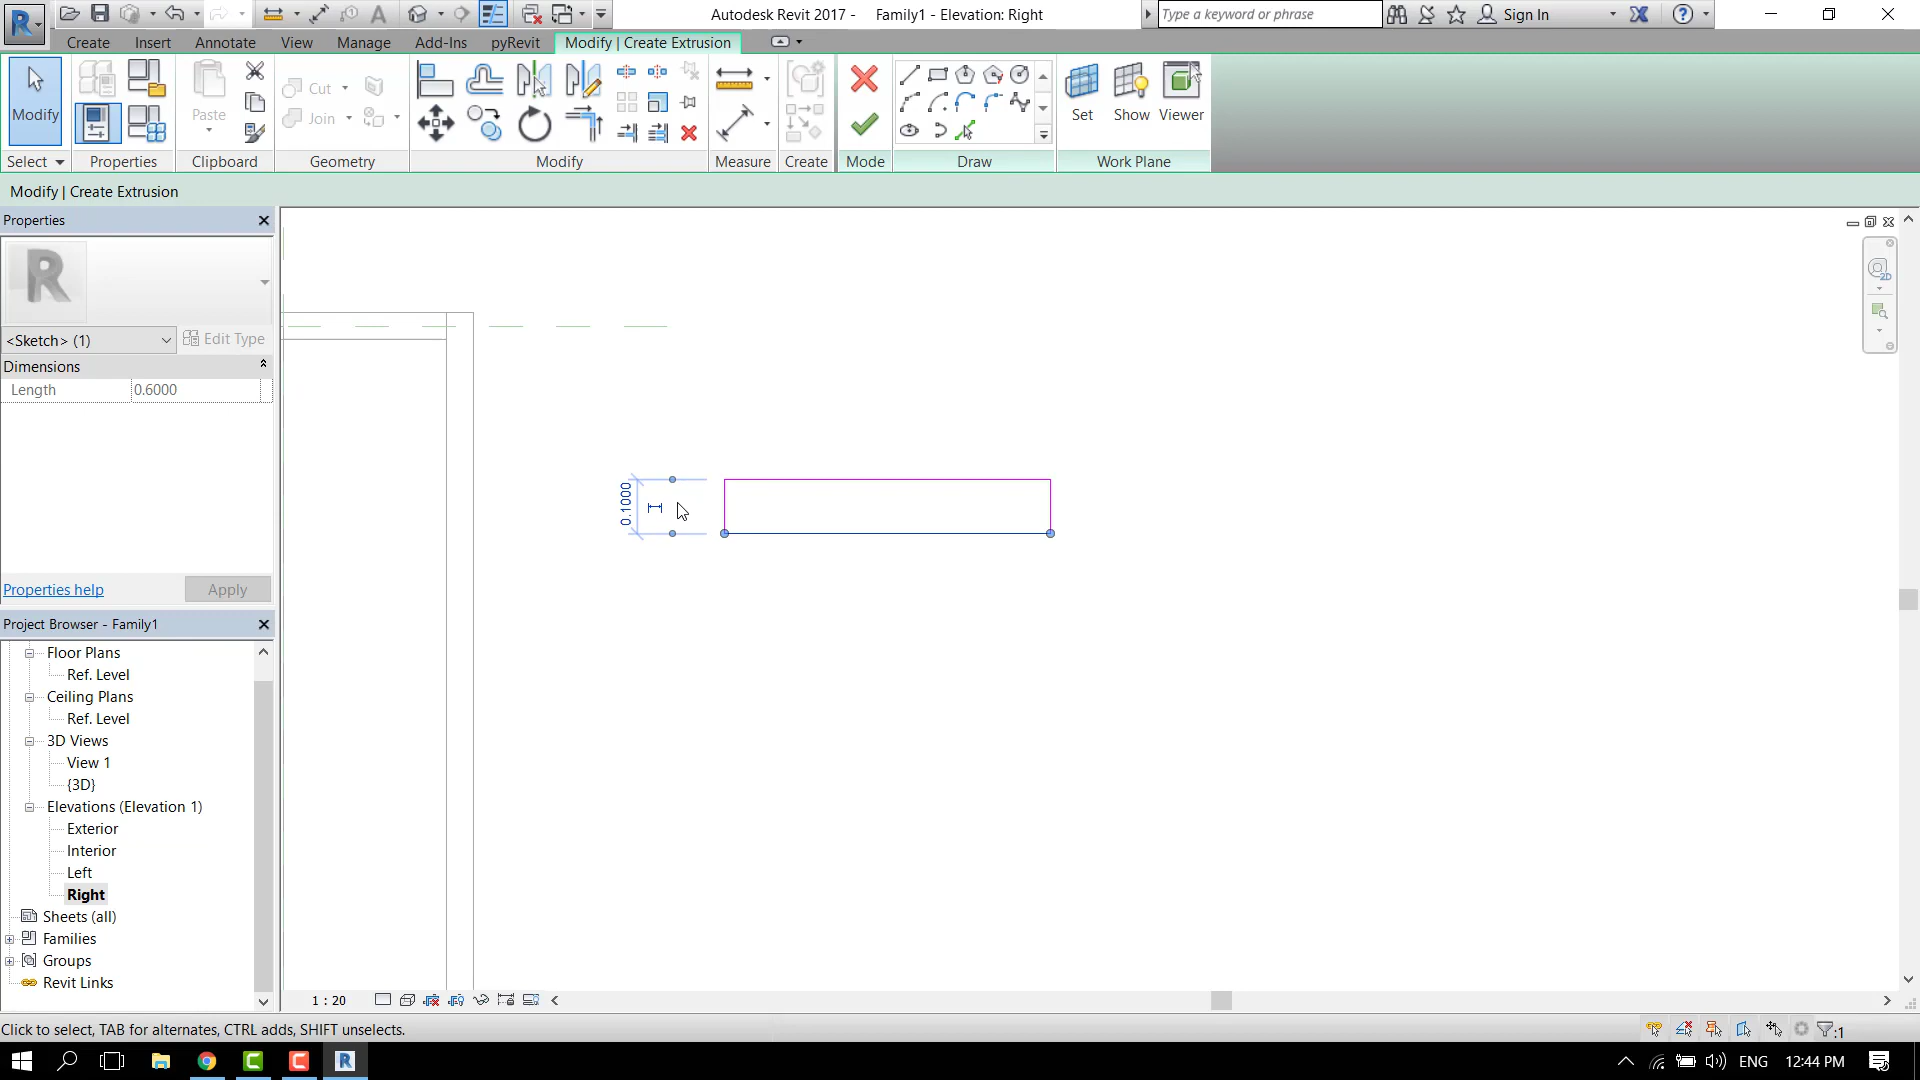 Autodesk Revit 2017 - Family1 - Elevation: Right
Type a keyword or phrase
Sign In
Create Insert Annotate View Manage Add-Ins pyRevit Modify | Create Extrusion
Modify
Paste
Cut
Join
Set Show Viewer
Select Properties Clipboard Geometry Modify Measure Create Mode Draw Work Plane
Modify | Create Extrusion
Properties
R
<Sketch> (1)
Edit Type
Dimensions
Length 0.6000
0.1000
Properties help
Apply
Project Browser - Family1
Floor Plans
Ref. Level
Ceiling Plans
Ref. Level
3D Views
View 1
{3D}
Elevations (Elevation 1)
Exterior
Interior
Left
Right
Sheets (all)
Families
Groups
Revit Links
1 : 20
Click to select, TAB for alternates, CTRL adds, SHIFT unselects.
:1
ENG 12:44 PM